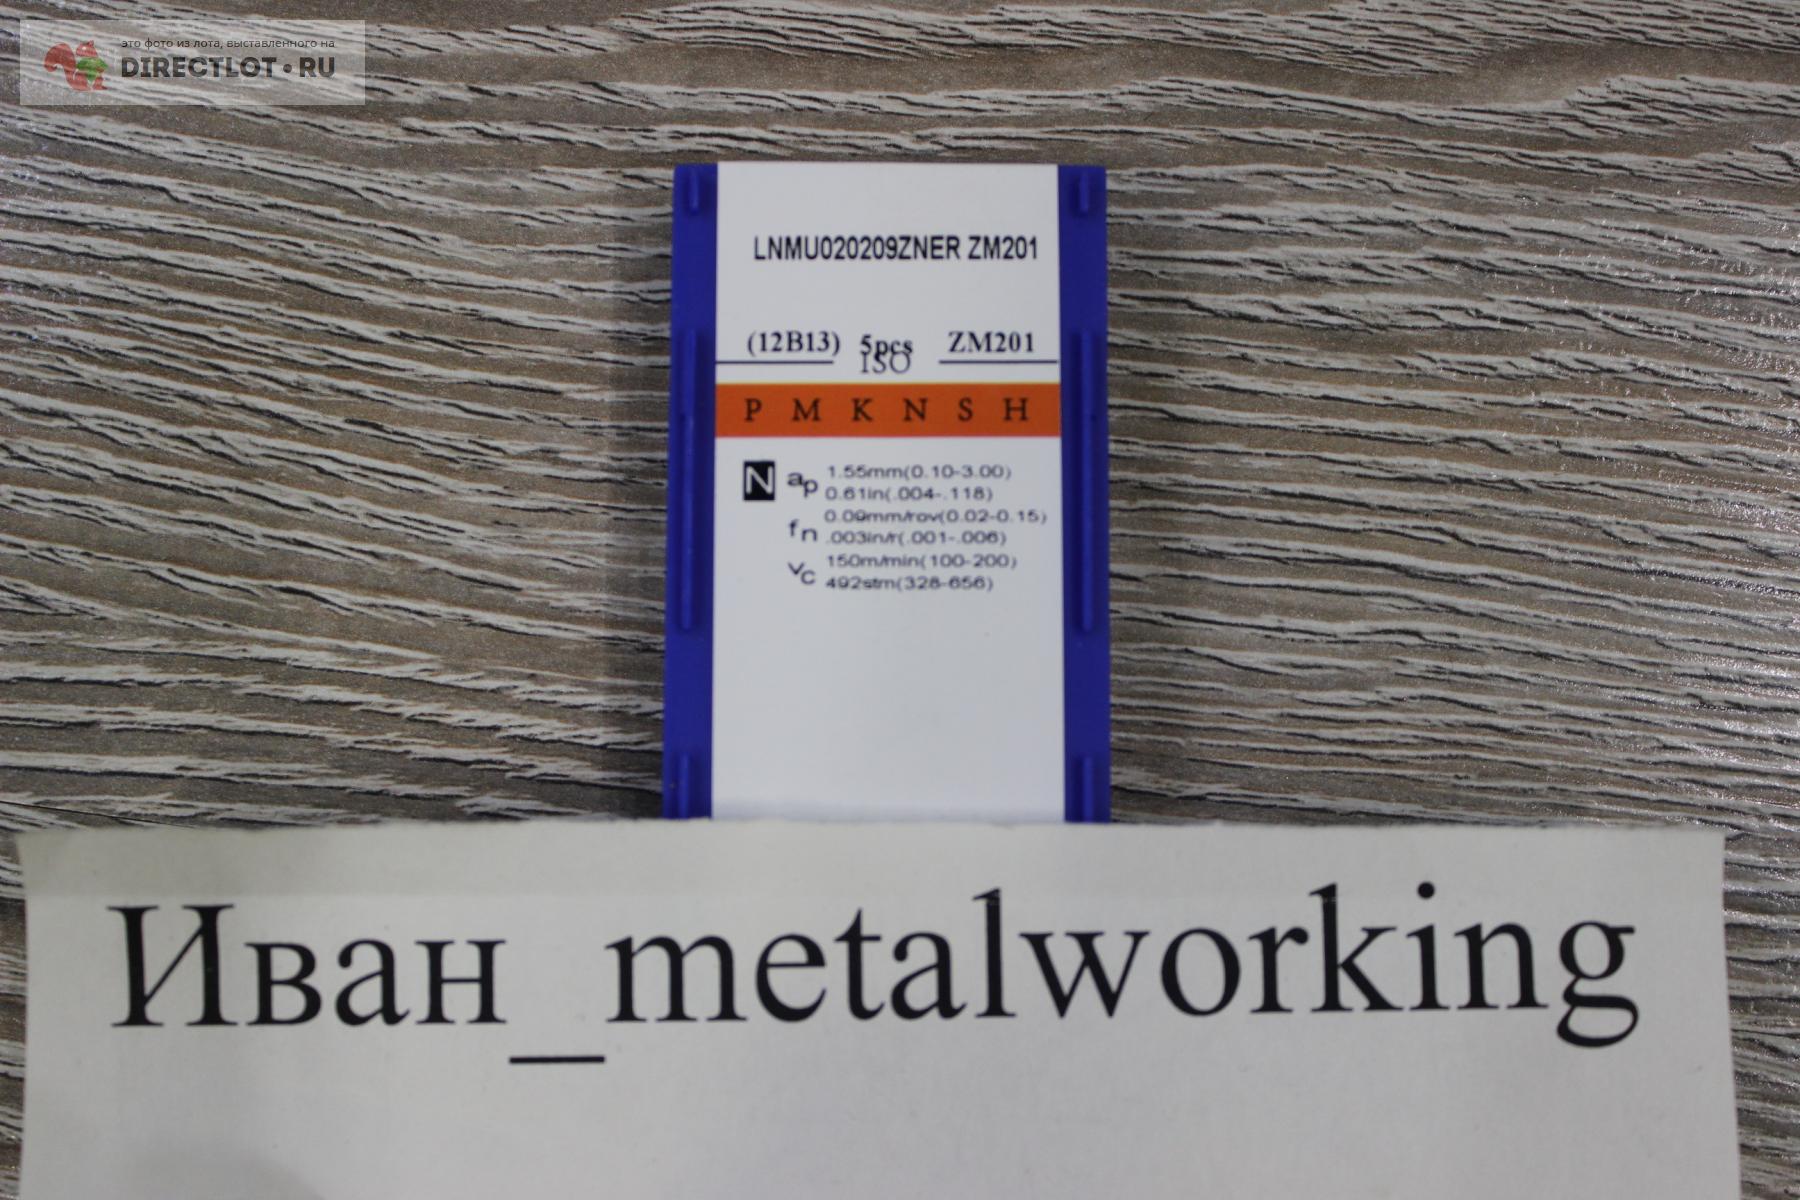 это фото из лота, выставленного на
DIRECTLOT.RU
LNMU020209ZNER ZM201
(12B13) 5pcs ZM201
ISO
P M K N S H
N ap 1.55mm(0.10-3.00)
0.61in(.004-.118)
fn 0.09mm/rov(0.02-0.15)
.003in/r(.001-.006)
vc 150m/min(100-200)
492stm(328-656)
Иван_metalworking